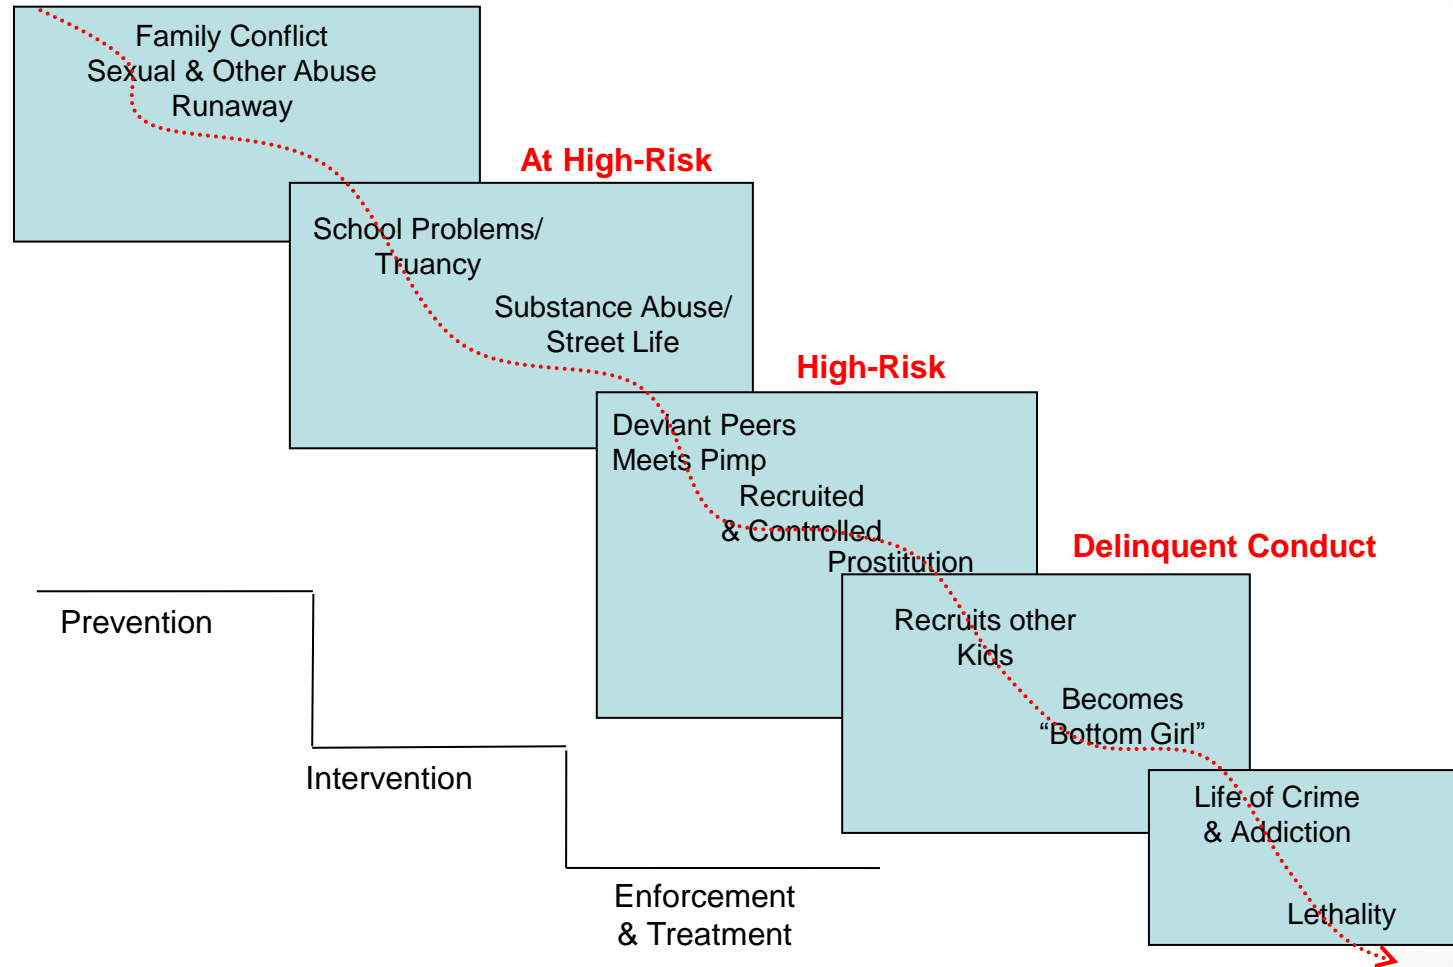 Family Conflict
Sexual & Other Abuse
Runaway
At High-Risk
School Problems/
Truancy
Substance Abuse/
Street Life
High-Risk
Deviant Peers
Meets Pimp
Recruited
& Controlled
Prostitution
Delinquent Conduct
Recruits other
Kids
Becomes
“Bottom Girl”
Life of Crime
& Addiction
Lethality
Prevention
Intervention
Enforcement
& Treatment